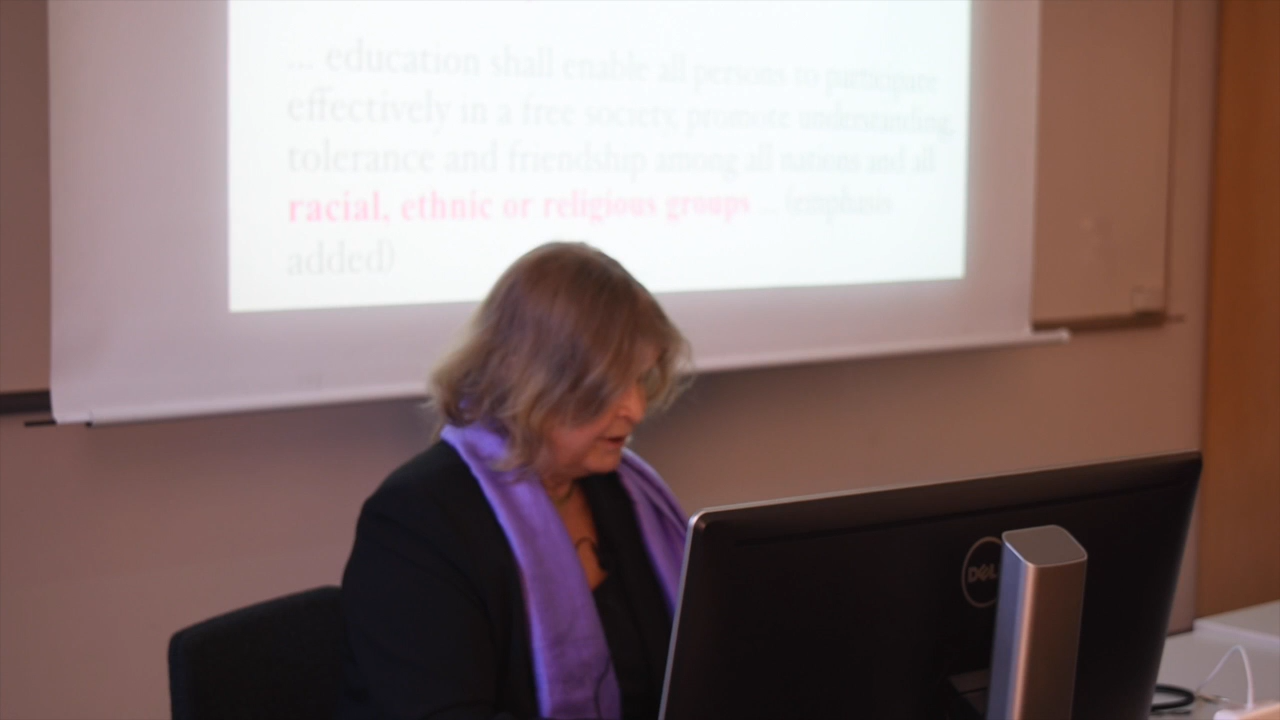 ... education shall enable all persons to participate
effectively in a free society, promote understanding,
tolerance and friendship among all nations and all
racial, ethnic or religious groups ... (emphasis
added)
DELL